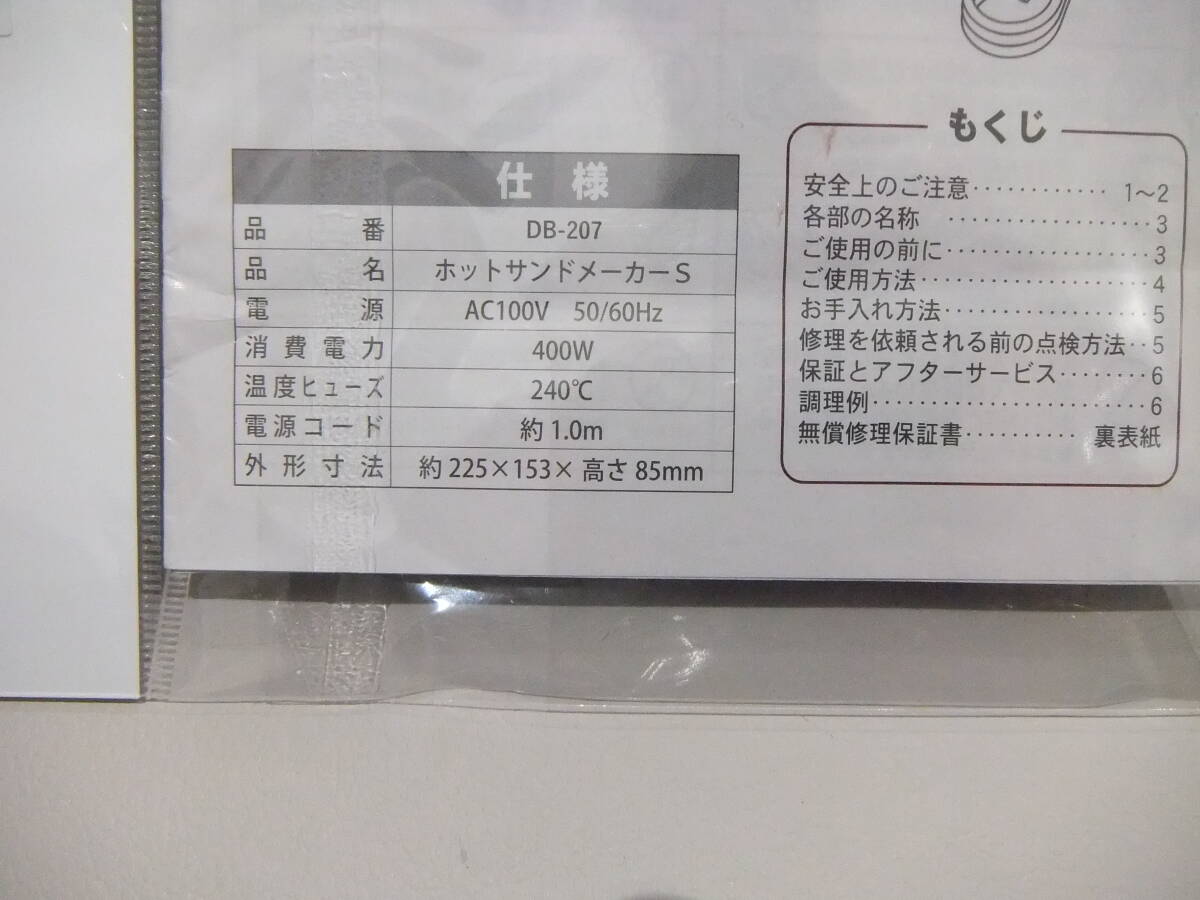 仕様
品番 DB-207
品名 ホットサンドメーカーS
電源 AC100V 50/60Hz
消費電力 400W
温度ヒューズ 240℃
電源コード 約1.0m
外形寸法 約225×153×高さ85mm
もくじ
安全上のご注意………… 1〜2
各部の名称 ………………… 3
ご使用の前に………………… 3
ご使用方法…………………… 4
お手入れ方法………………… 5
修理を依頼される前の点検方法‥5
保証とアフターサービス……… 6
調理例………………………… 6
無償修理保証書………… 裏表紙